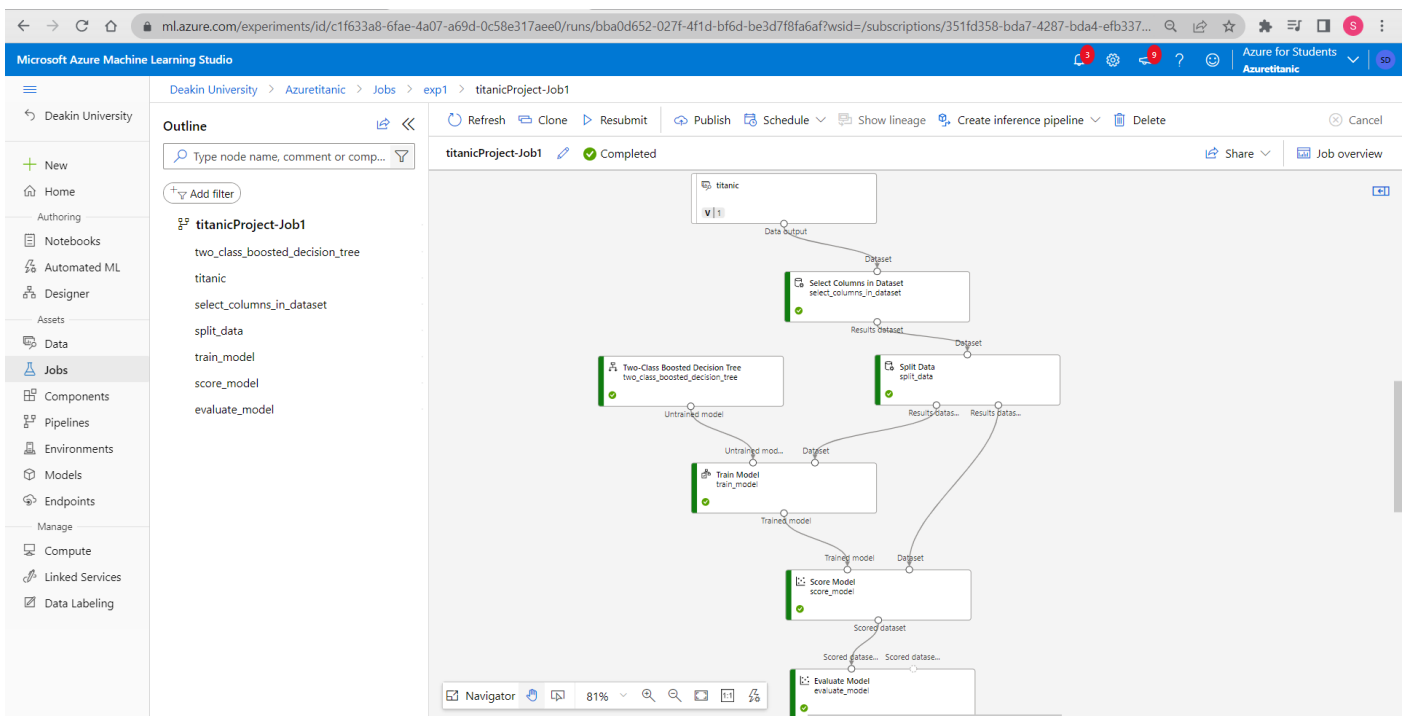 ml.azure.com/experiments/id/c1f633a8-6fae-4a07-a69d-0c58e317aee0/runs/bba0d652-027f-4f1d-bf6d-be3d7f8fa6af?wsid=/subscriptions/351fd358-bda7-4287-bda4-efb337...
S
Microsoft Azure Machine Learning Studio
3
9
?
Azure for Students
Azuretitanic
SD
Deakin University
New
Home
Authoring
Notebooks
Automated ML
Designer
Assets
Data
Jobs
Components
Pipelines
Environments
Models
Endpoints
Manage
Compute
Linked Services
Data Labeling
Deakin University > Azuretitanic > Jobs > exp1 > titanicProject-Job1
Outline
Type node name, comment or comp...
Add filter
titanicProject-Job1
two_class_boosted_decision_tree
titanic
select_columns_in_dataset
split_data
train_model
score_model
evaluate_model
Refresh Clone Resubmit Publish Schedule Show lineage Create inference pipeline Delete Cancel
titanicProject-Job1 Completed Share Job overview
titanic
V 1
Data output
Dataset
Select Columns in Dataset
select_columns_in_dataset
Results dataset
Dataset
Two-Class Boosted Decision Tree
two_class_boosted_decision_tree
Untrained model
Split Data
split_data
Results datas... Results datas...
Untrained mod... Dataset
Train Model
train_model
Trained model
Trained model Dataset
Score Model
score_model
Scored dataset
Scored datase... Scored datase...
Evaluate Model
evaluate_model
Navigator 81% 1:1